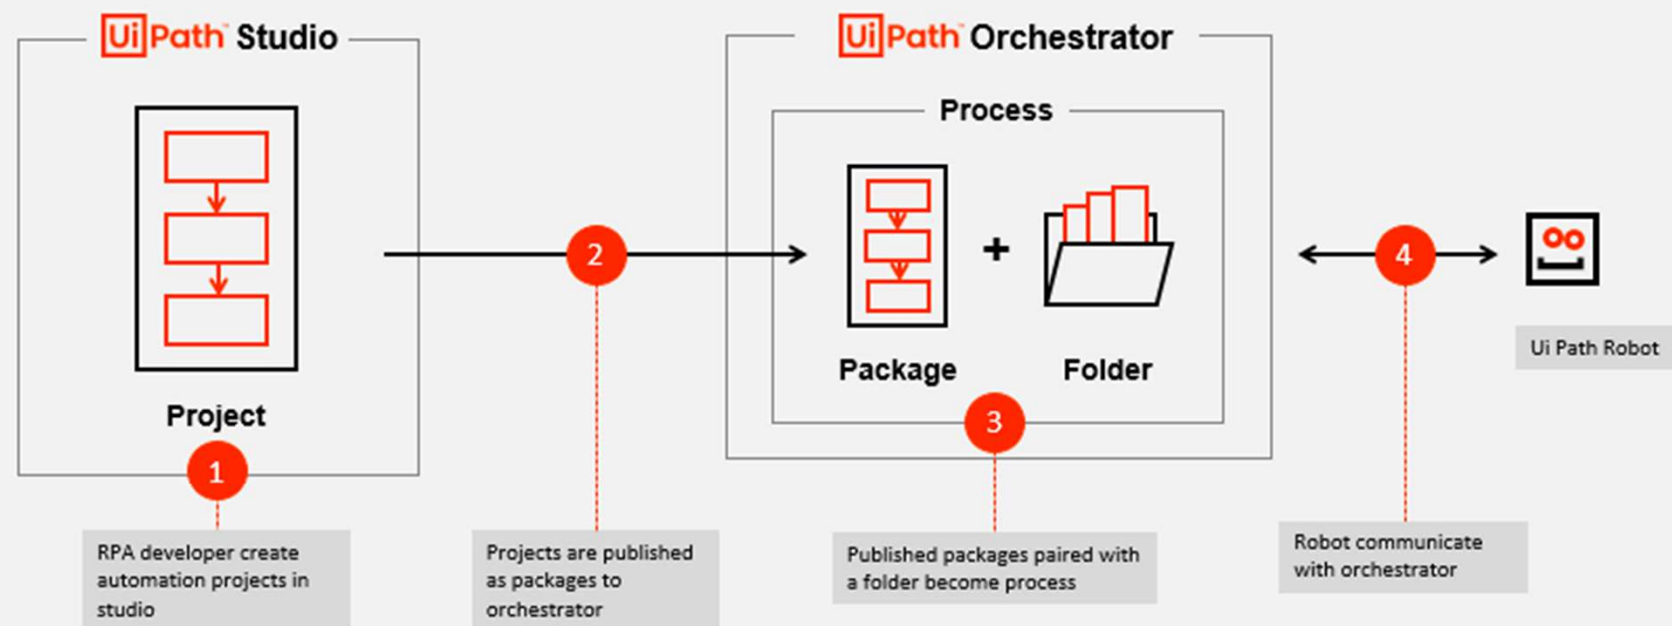 UiPath™ Studio
Project
1
RPA developer create
automation projects in
studio
2
Projects are published
as packages to
orchestrator
UiPath™ Orchestrator
Process
+
Package
Folder
3
Published packages paired with
a folder become process
4
Robot communicate
with orchestrator
Ui Path Robot